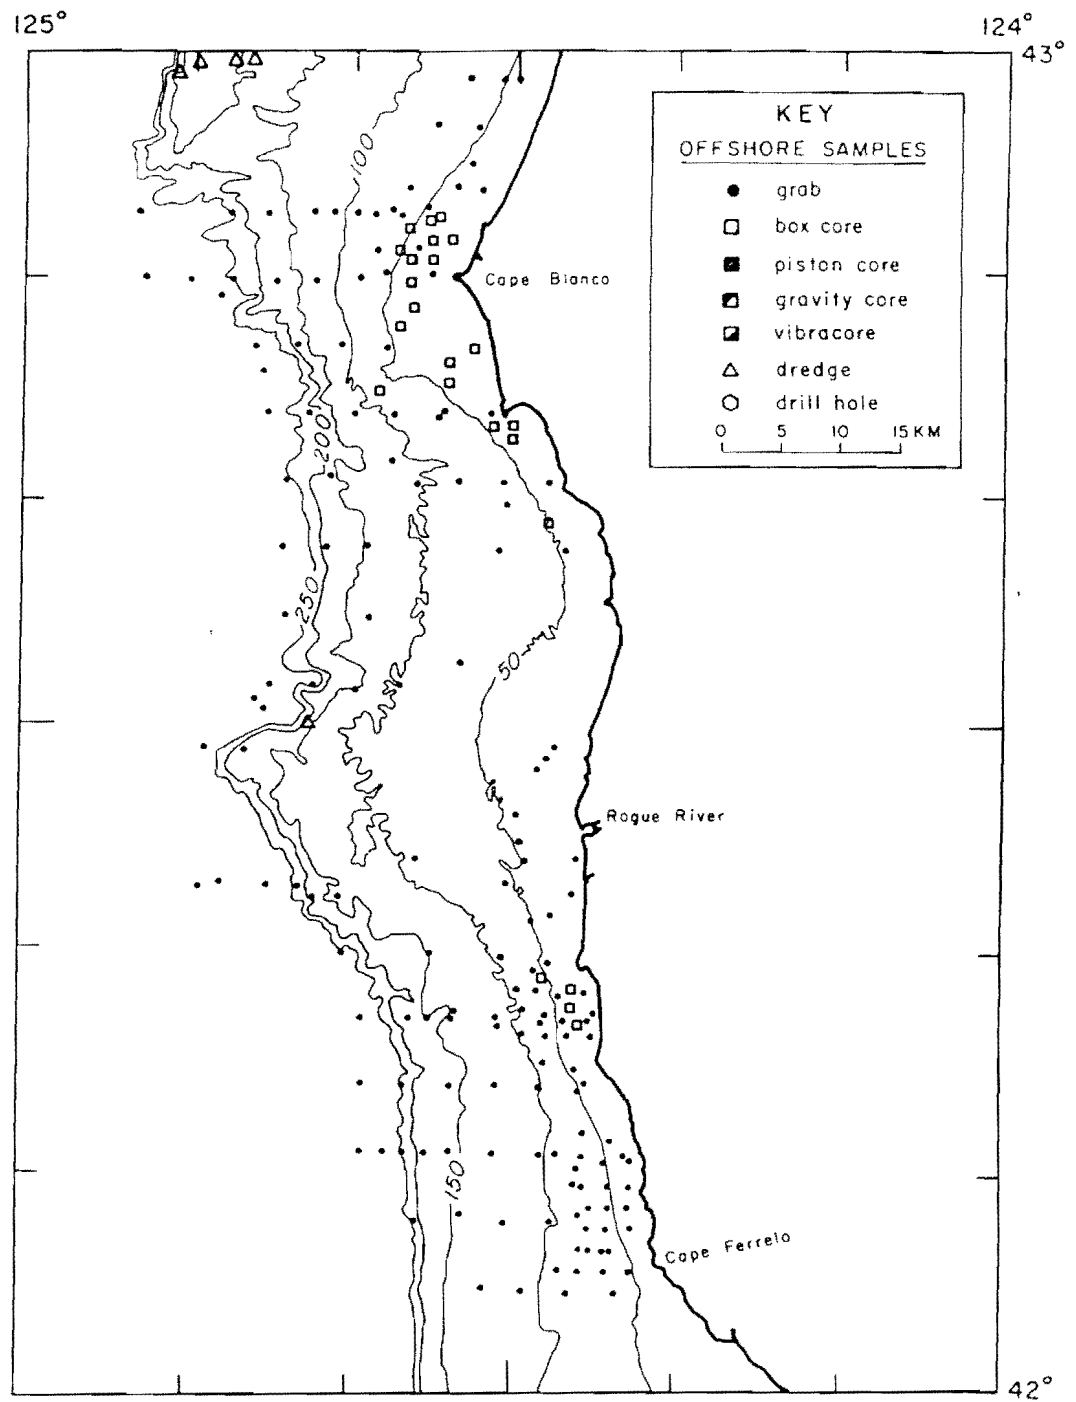 125°
124°
43°
KEY
OFFSHORE SAMPLES
grab
box core
piston core
gravity core
vibracore
dredge
drill hole
0 5 10 15 KM
100
Cape Blanco
200
250
50
Rogue River
150
Cape Ferrelo
42°